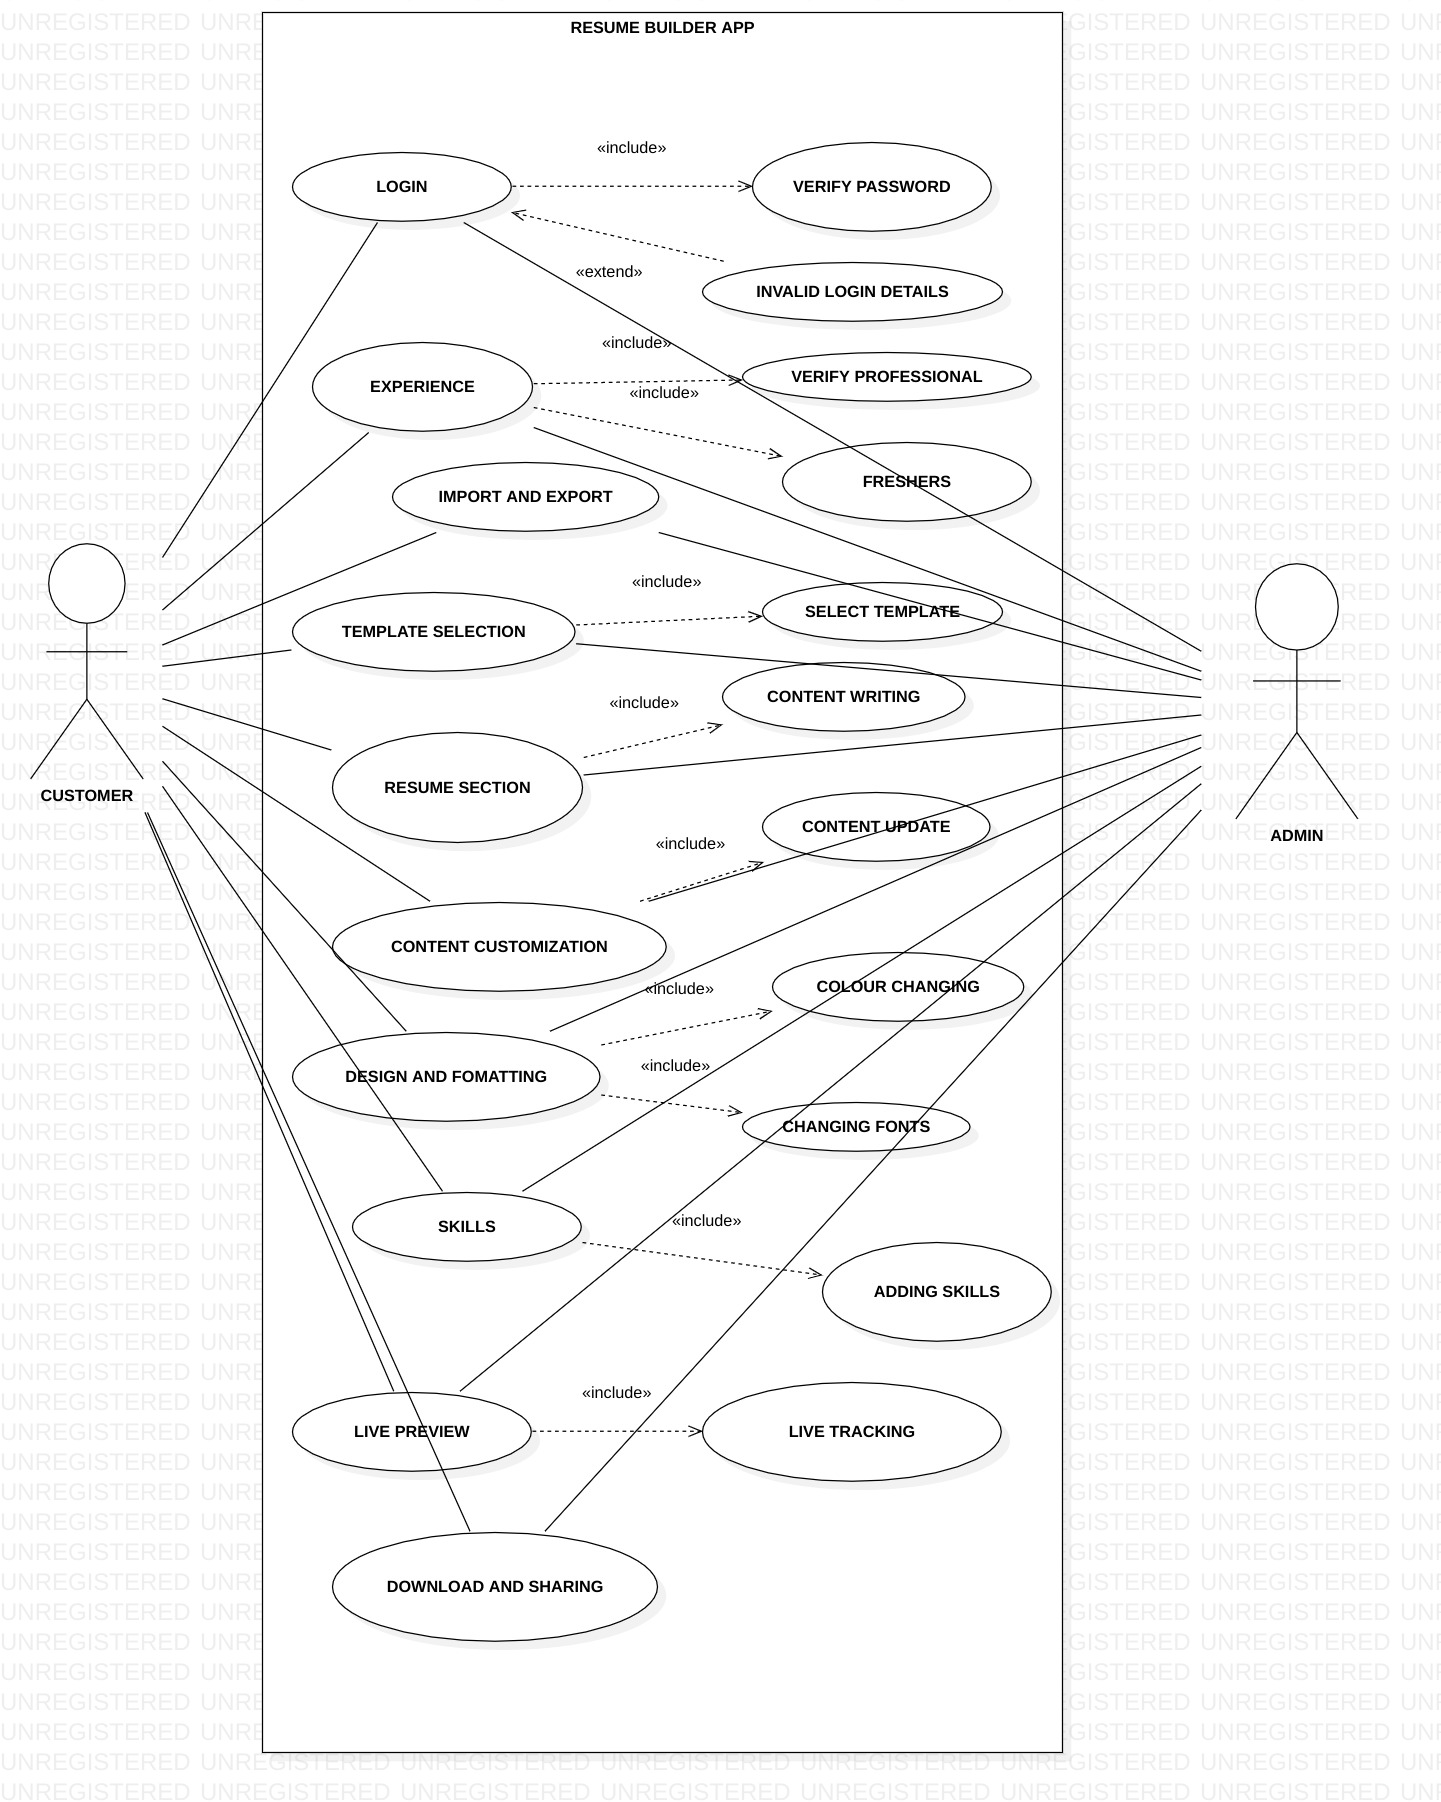 RESUME BUILDER APP
«include»
LOGIN
VERIFY PASSWORD
«extend»
INVALID LOGIN DETAILS
«include»
EXPERIENCE
VERIFY PROFESSIONAL
«include»
FRESHERS
IMPORT AND EXPORT
«include»
TEMPLATE SELECTION
SELECT TEMPLATE
«include»
CONTENT WRITING
RESUME SECTION
CUSTOMER
CONTENT UPDATE
ADMIN
«include»
CONTENT CUSTOMIZATION
«include»
COLOUR CHANGING
«include»
DESIGN AND FOMATTING
CHANGING FONTS
«include»
SKILLS
ADDING SKILLS
«include»
LIVE PREVIEW
LIVE TRACKING
DOWNLOAD AND SHARING
UNREGISTERED UNREGISTERED UNREGISTERED UNREGISTERED UNREGISTERED UNREGISTERED UNREGISTERED